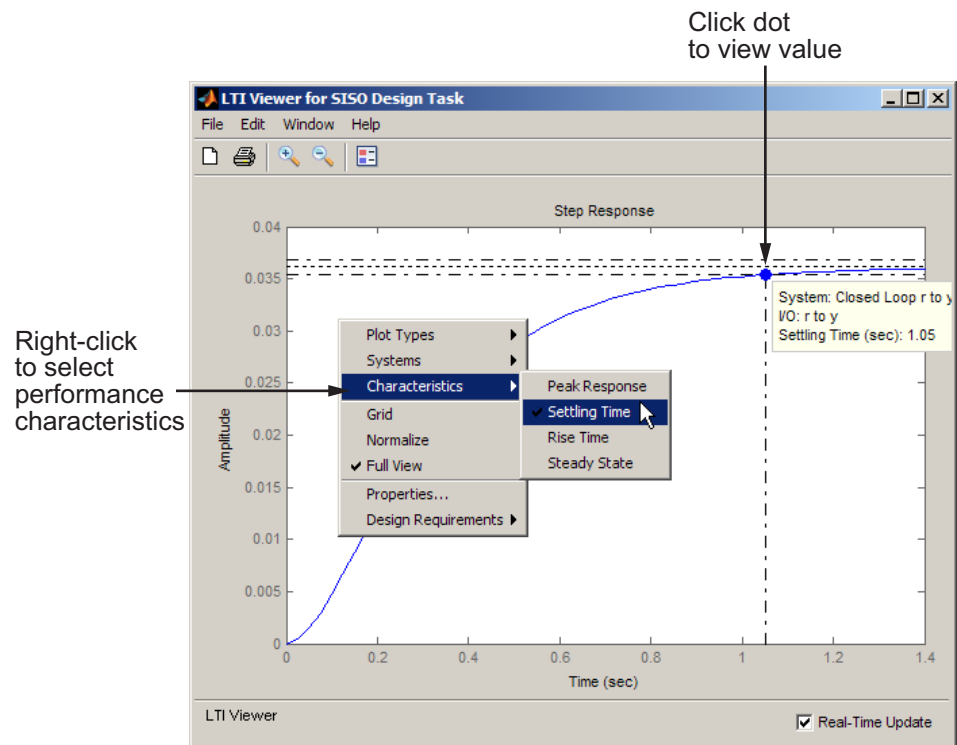 Click dot
to view value
LTI Viewer for SISO Design Task
File Edit Window Help
Step Response
0.04
0.035
0.03
0.025
0.02
0.015
0.01
0.005
0
Amplitude
System: Closed Loop r to y
I/O: r to y
Settling Time (sec): 1.05
Right-click
to select
performance
characteristics
Plot Types
Systems
Characteristics
Grid
Normalize
Full View
Properties...
Design Requirements
Peak Response
Settling Time
Rise Time
Steady State
0 0.2 0.4 0.6 0.8 1 1.2 1.4
Time (sec)
LTI Viewer
Real-Time Update